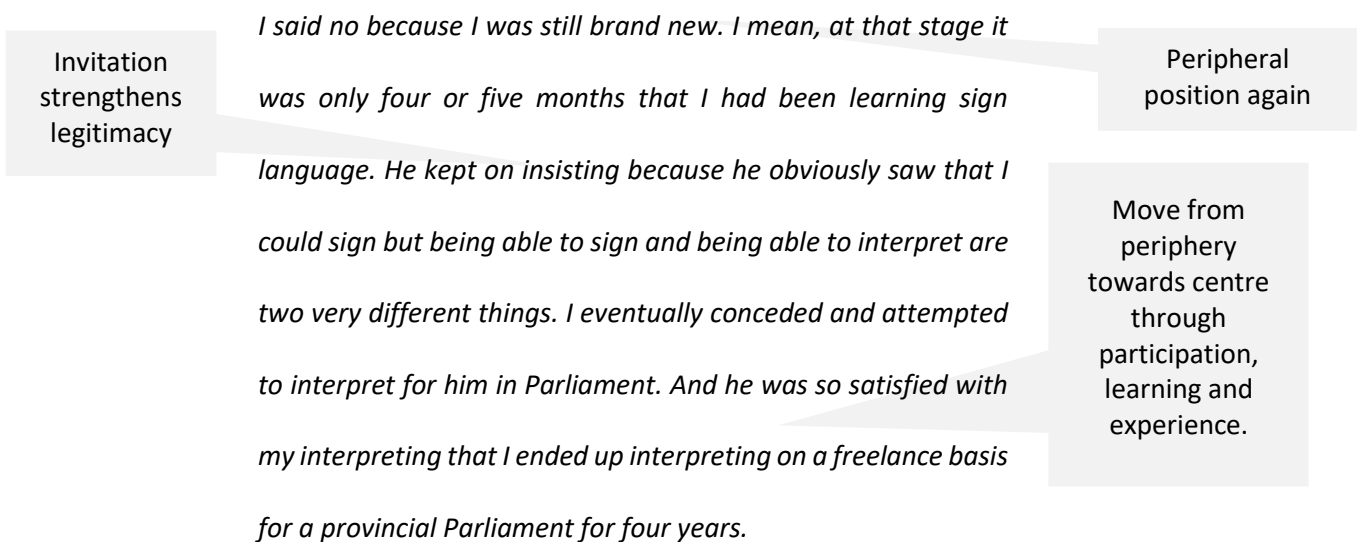 Invitation
strengthens
legitimacy
I said no because I was still brand new. I mean, at that stage it
was only four or five months that I had been learning sign
language. He kept on insisting because he obviously saw that I
could sign but being able to sign and being able to interpret are
two very different things. I eventually conceded and attempted
to interpret for him in Parliament. And he was so satisfied with
my interpreting that I ended up interpreting on a freelance basis
for a provincial Parliament for four years.
Peripheral
position again
Move from
periphery
towards centre
through
participation,
learning and
experience.